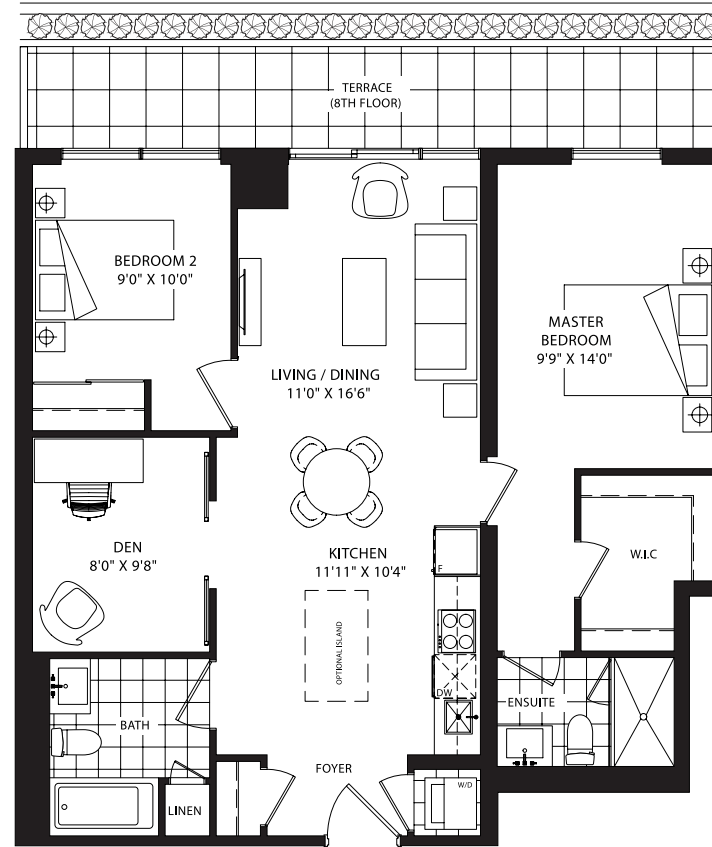 TERRACE
(8TH FLOOR)
BEDROOM 2
9'0" X 10'0"
MASTER
BEDROOM
9'9" X 14'0"
LIVING / DINING
11'0" X 16'6"
DEN
8'0" X 9'8"
KITCHEN
11'11" X 10'4"
W.I.C
F
OPTIONAL ISLAND
DW
ENSUITE
BATH
FOYER
W/D
LINEN